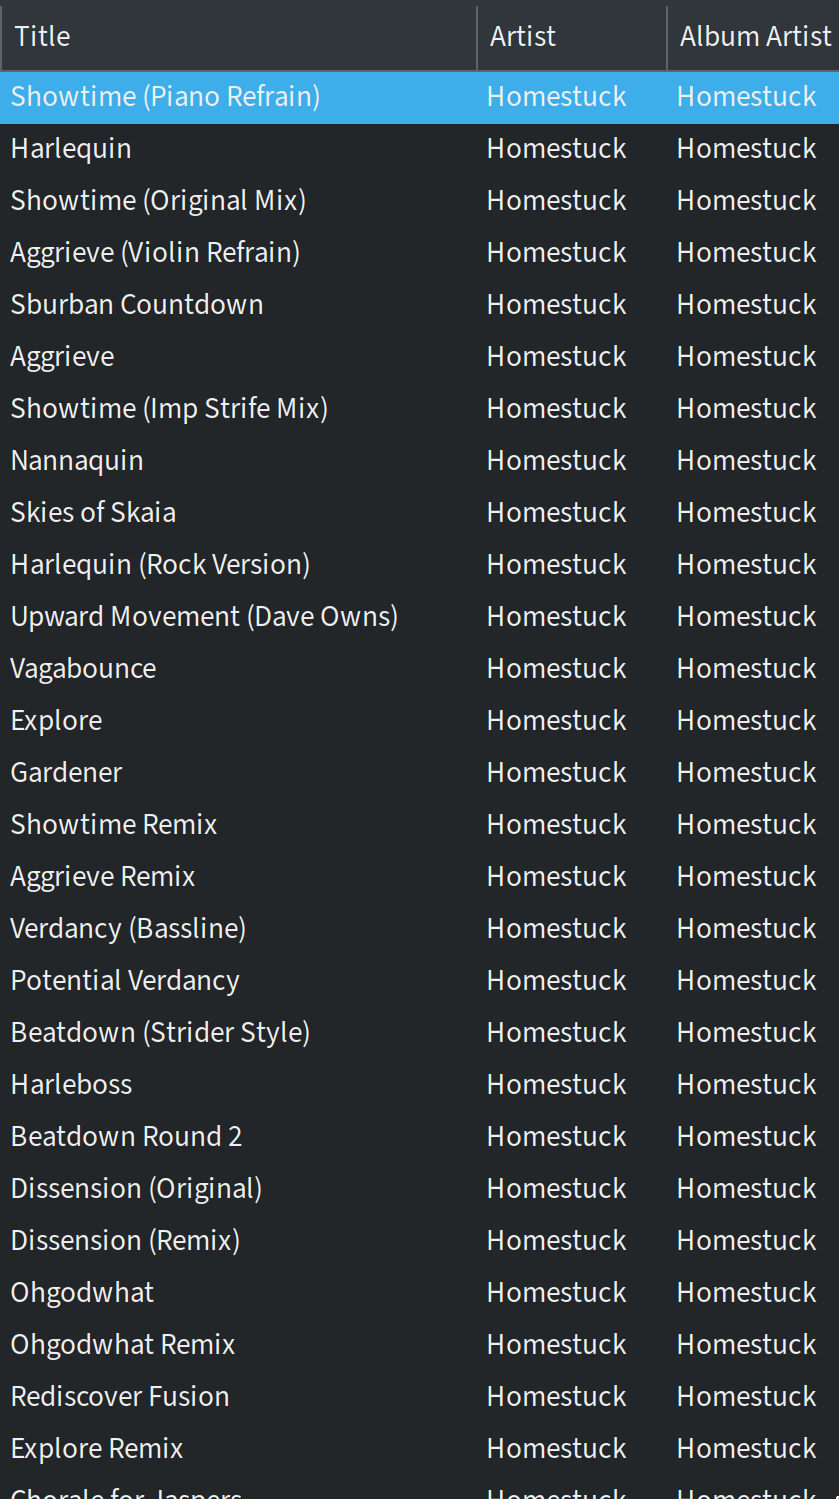 Title Artist Album Artist
Showtime (Piano Refrain) Homestuck Homestuck
Harlequin Homestuck Homestuck
Showtime (Original Mix) Homestuck Homestuck
Aggrieve (Violin Refrain) Homestuck Homestuck
Sburban Countdown Homestuck Homestuck
Aggrieve Homestuck Homestuck
Showtime (Imp Strife Mix) Homestuck Homestuck
Nannaquin Homestuck Homestuck
Skies of Skaia Homestuck Homestuck
Harlequin (Rock Version) Homestuck Homestuck
Upward Movement (Dave Owns) Homestuck Homestuck
Vagabounce Homestuck Homestuck
Explore Homestuck Homestuck
Gardener Homestuck Homestuck
Showtime Remix Homestuck Homestuck
Aggrieve Remix Homestuck Homestuck
Verdancy (Bassline) Homestuck Homestuck
Potential Verdancy Homestuck Homestuck
Beatdown (Strider Style) Homestuck Homestuck
Harleboss Homestuck Homestuck
Beatdown Round 2 Homestuck Homestuck
Dissension (Original) Homestuck Homestuck
Dissension (Remix) Homestuck Homestuck
Ohgodwhat Homestuck Homestuck
Ohgodwhat Remix Homestuck Homestuck
Rediscover Fusion Homestuck Homestuck
Explore Remix Homestuck Homestuck
Chorale for Jaspers Homestuck Homestuck